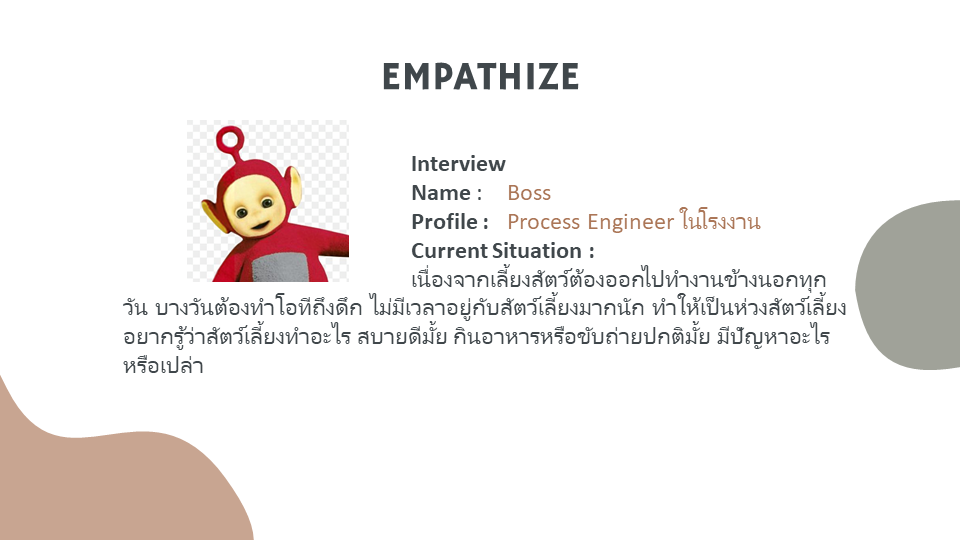 EMPATHIZE
Interview
Name : Boss
Profile : Process Engineer ในโรงงาน
Current Situation :
เนื่องจากเลี้ยงสัตว์ต้องออกไปทำงานข้างนอกทุก
วัน บางวันต้องทำโอทีถึงดึก ไม่มีเวลาอยู่กับสัตว์เลี้ยงมากนัก ทำให้เป็นห่วงสัตว์เลี้ยง
อยากรู้ว่าสัตว์เลี้ยงทำอะไร สบายดีมั้ย กินอาหารหรือขับถ่ายปกติมั้ย มีปัญหาอะไร
หรือเปล่า